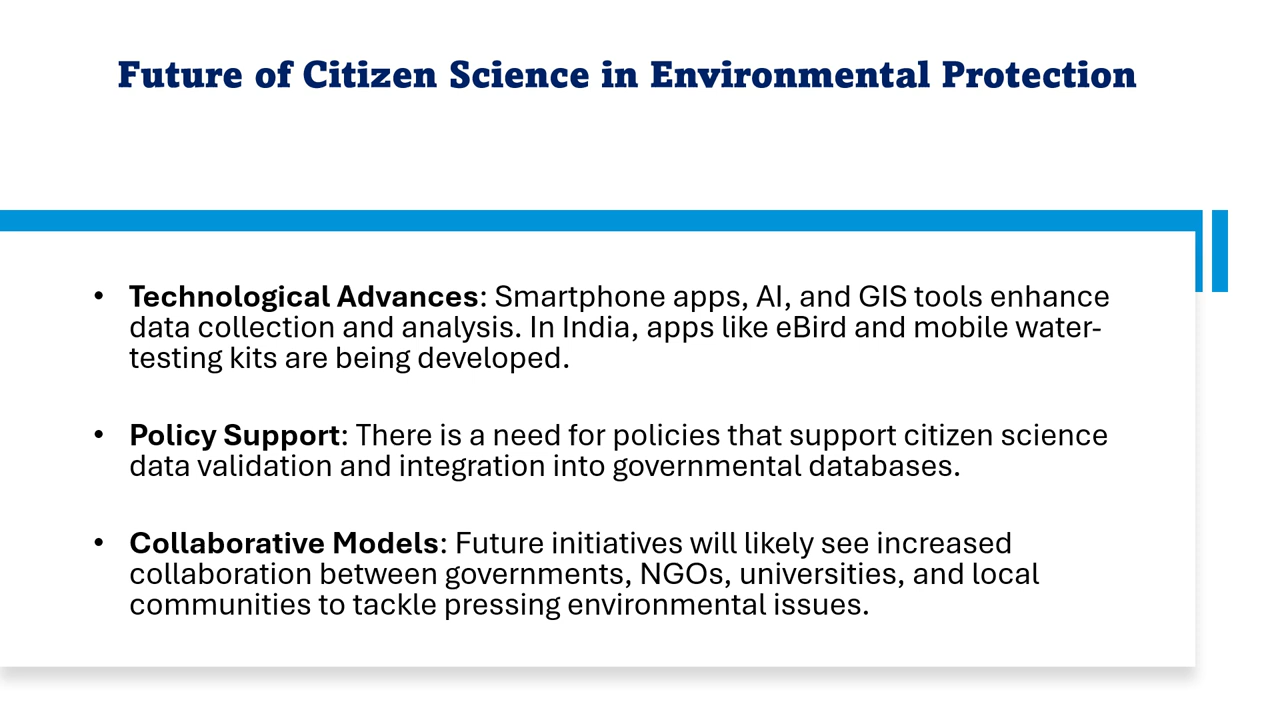 Future of Citizen Science in Environmental Protection
• Technological Advances: Smartphone apps, AI, and GIS tools enhance
data collection and analysis. In India, apps like eBird and mobile water-
testing kits are being developed.
• Policy Support: There is a need for policies that support citizen science
data validation and integration into governmental databases.
• Collaborative Models: Future initiatives will likely see increased
collaboration between governments, NGOs, universities, and local
communities to tackle pressing environmental issues.